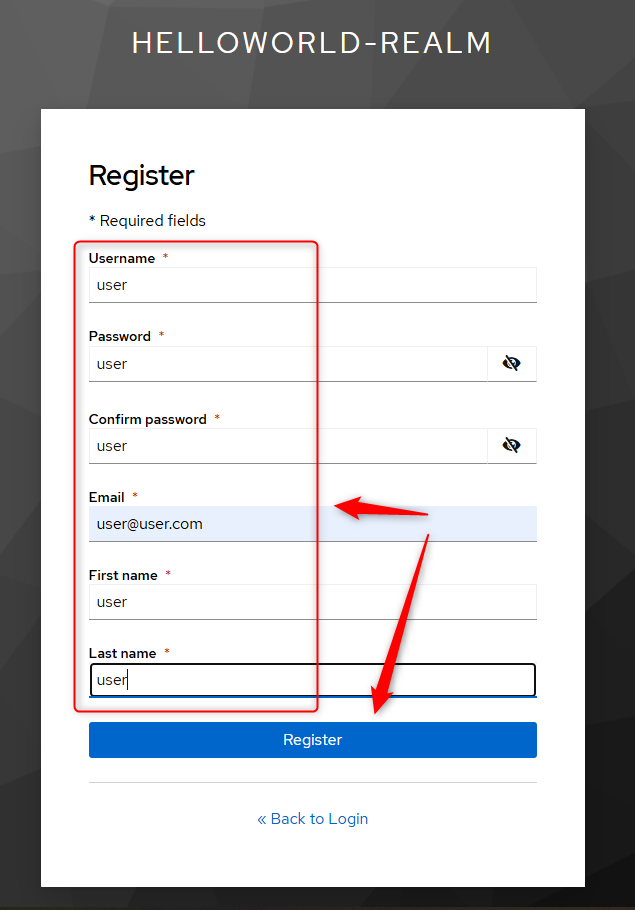 HELLOWORLD-REALM
Register
* Required fields
Username *
user
Password *
user
Confirm password *
user
Email *
user@user.com
First name *
user
Last name *
user
Register
« Back to Login